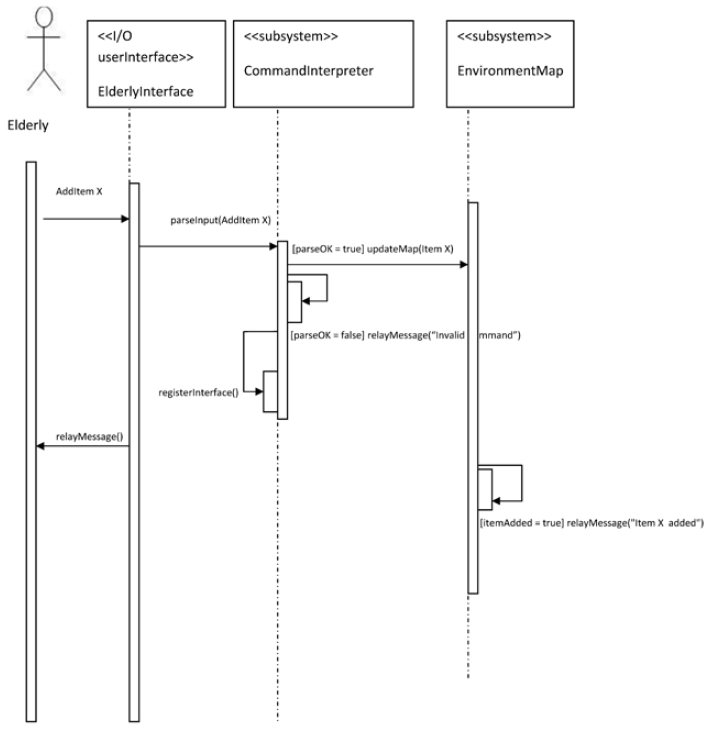 <<I/O
userInterface>>
ElderlyInterface
<<subsystem>>
CommandInterpreter
<<subsystem>>
EnvironmentMap
Elderly
AddItem X
parseInput(AddItem X)
[parseOK = true] updateMap(Item X)
[parseOK = false] relayMessage("Invalid mmand")
registerInterface()
relayMessage()
[itemAdded = true] relayMessage("Item X added")